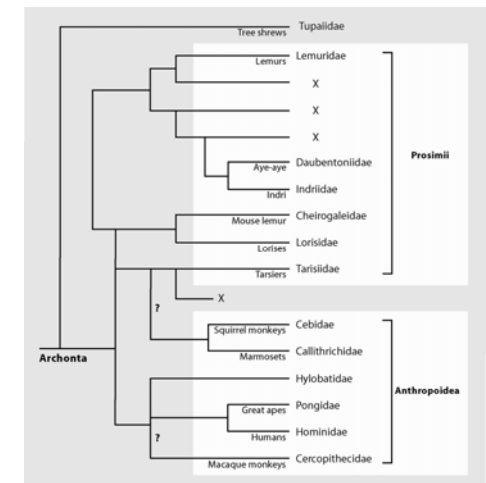 Tupaiidae
Tree shrews
Lemuridae
Lemurs
X
X
X
Prosimii
Daubentoniidae
Aye-aye
Indriidae
Indri
Cheirogaleidae
Mouse lemur
Lorisidae
Lorises
Tarisiidae
Tarsiers
X
?
Cebidae
Squirrel monkeys
Callithrichidae
Marmosets
Archonta
Hylobatidae
Anthropoidea
Pongidae
Great apes
Hominidae
Humans
?
Cercopithecidae
Macaque monkeys